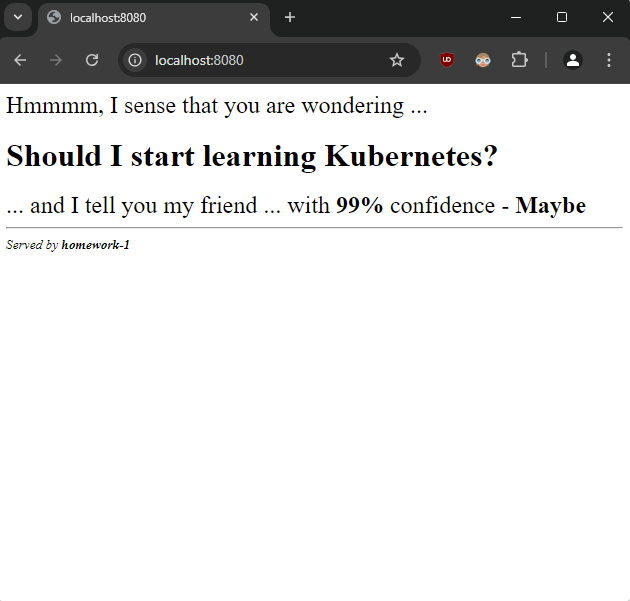 localhost:8080
localhost:8080
Hmmmm, I sense that you are wondering ...
Should I start learning Kubernetes?
... and I tell you my friend ... with 99% confidence - Maybe
Served by homework-1